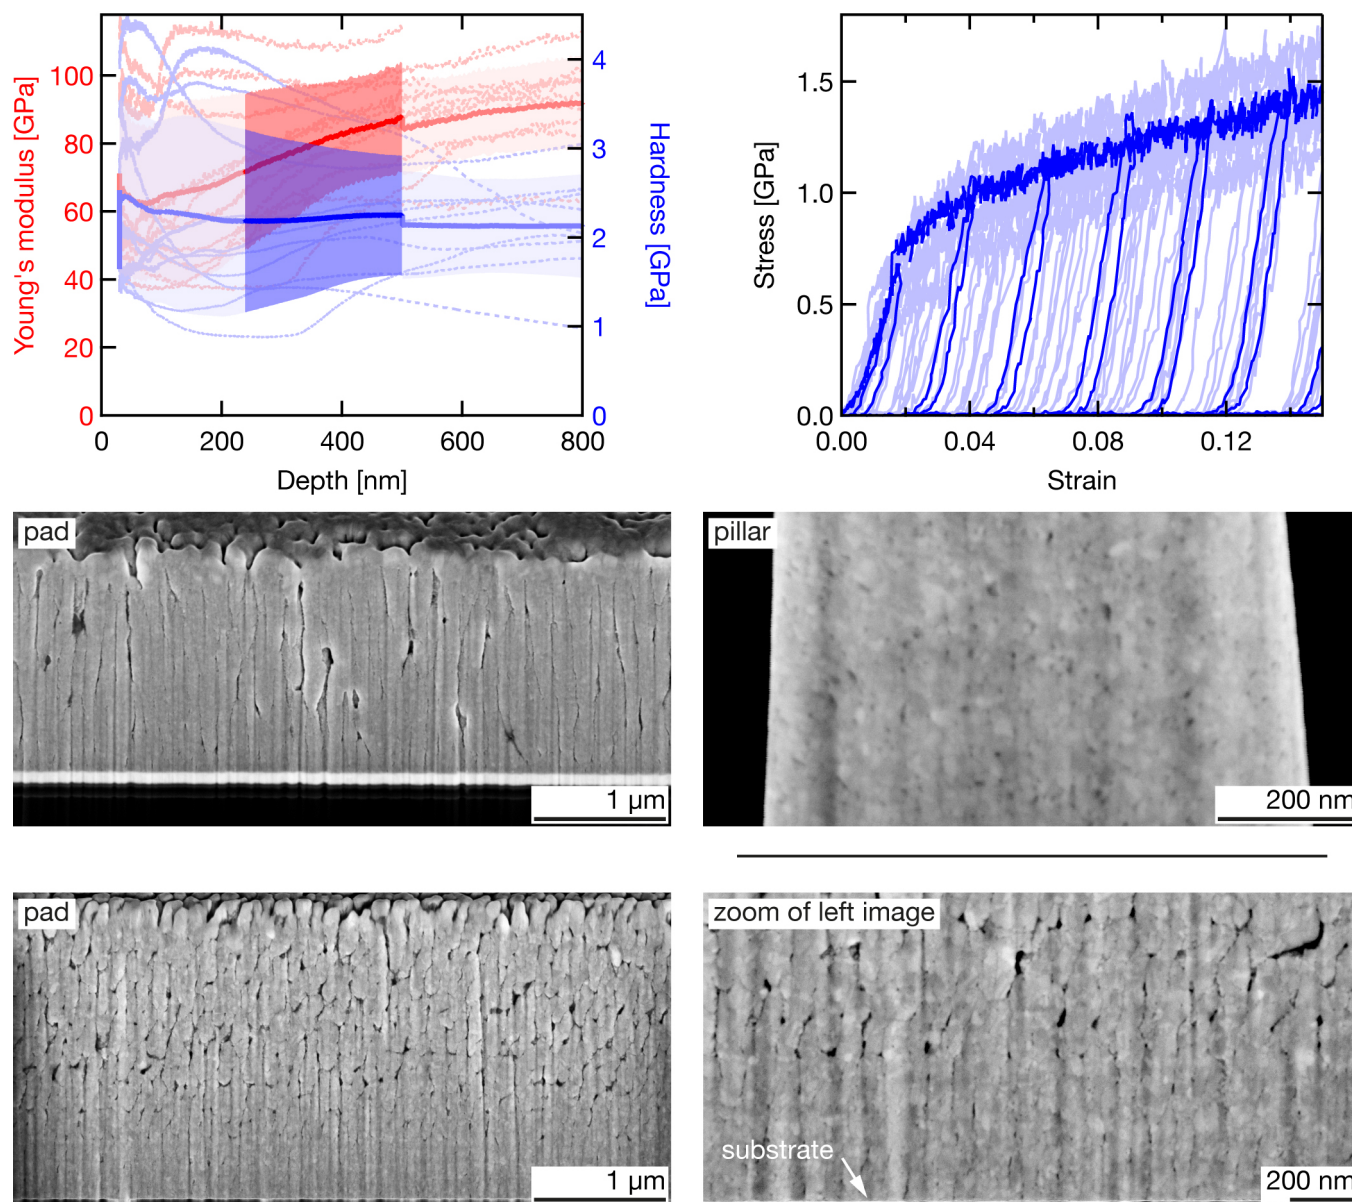 100
80
60
40
20
0
Young's modulus [GPa]
4
3
2
1
0
Hardness [GPa]
0 200 400 600 800
Depth [nm]
1.5
1.0
0.5
0.0
Stress [GPa]
0.00 0.04 0.08 0.12
Strain
pad
1 µm
pillar
200 nm
pad
1 µm
zoom of left image
substrate
200 nm